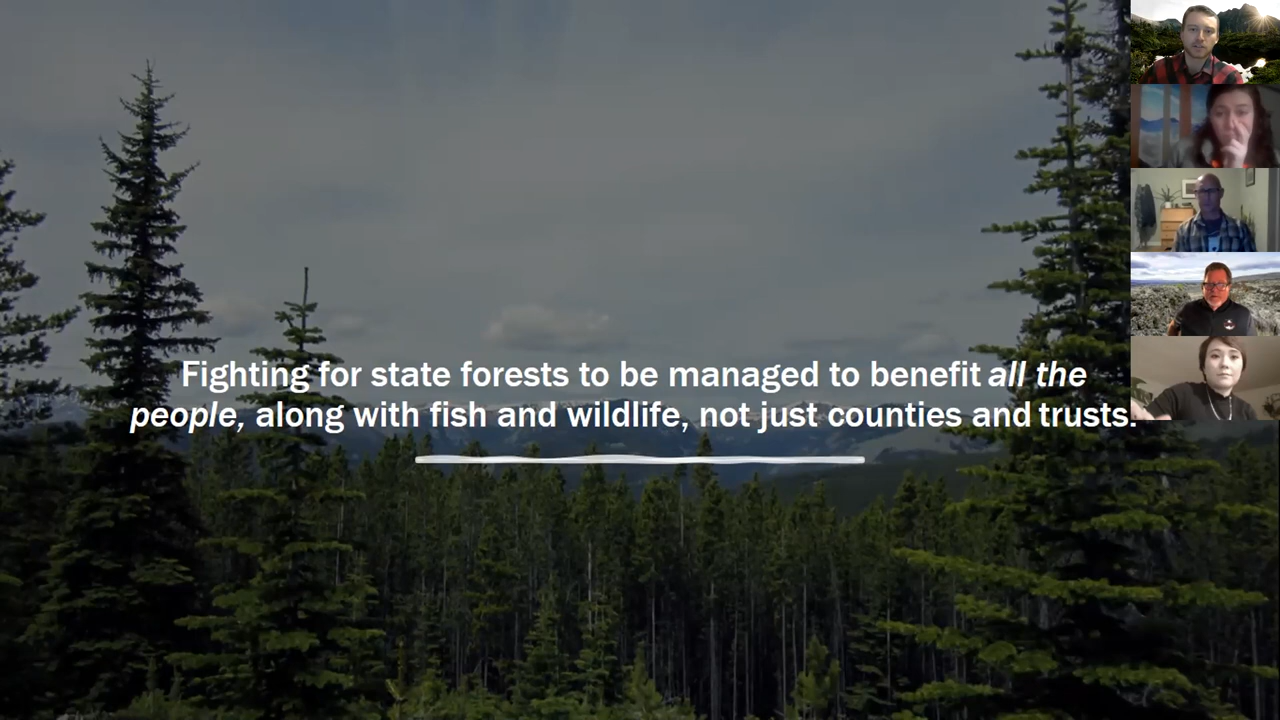 Fighting for state forests to be managed to benefit all the
people, along with fish and wildlife, not just counties and trusts.